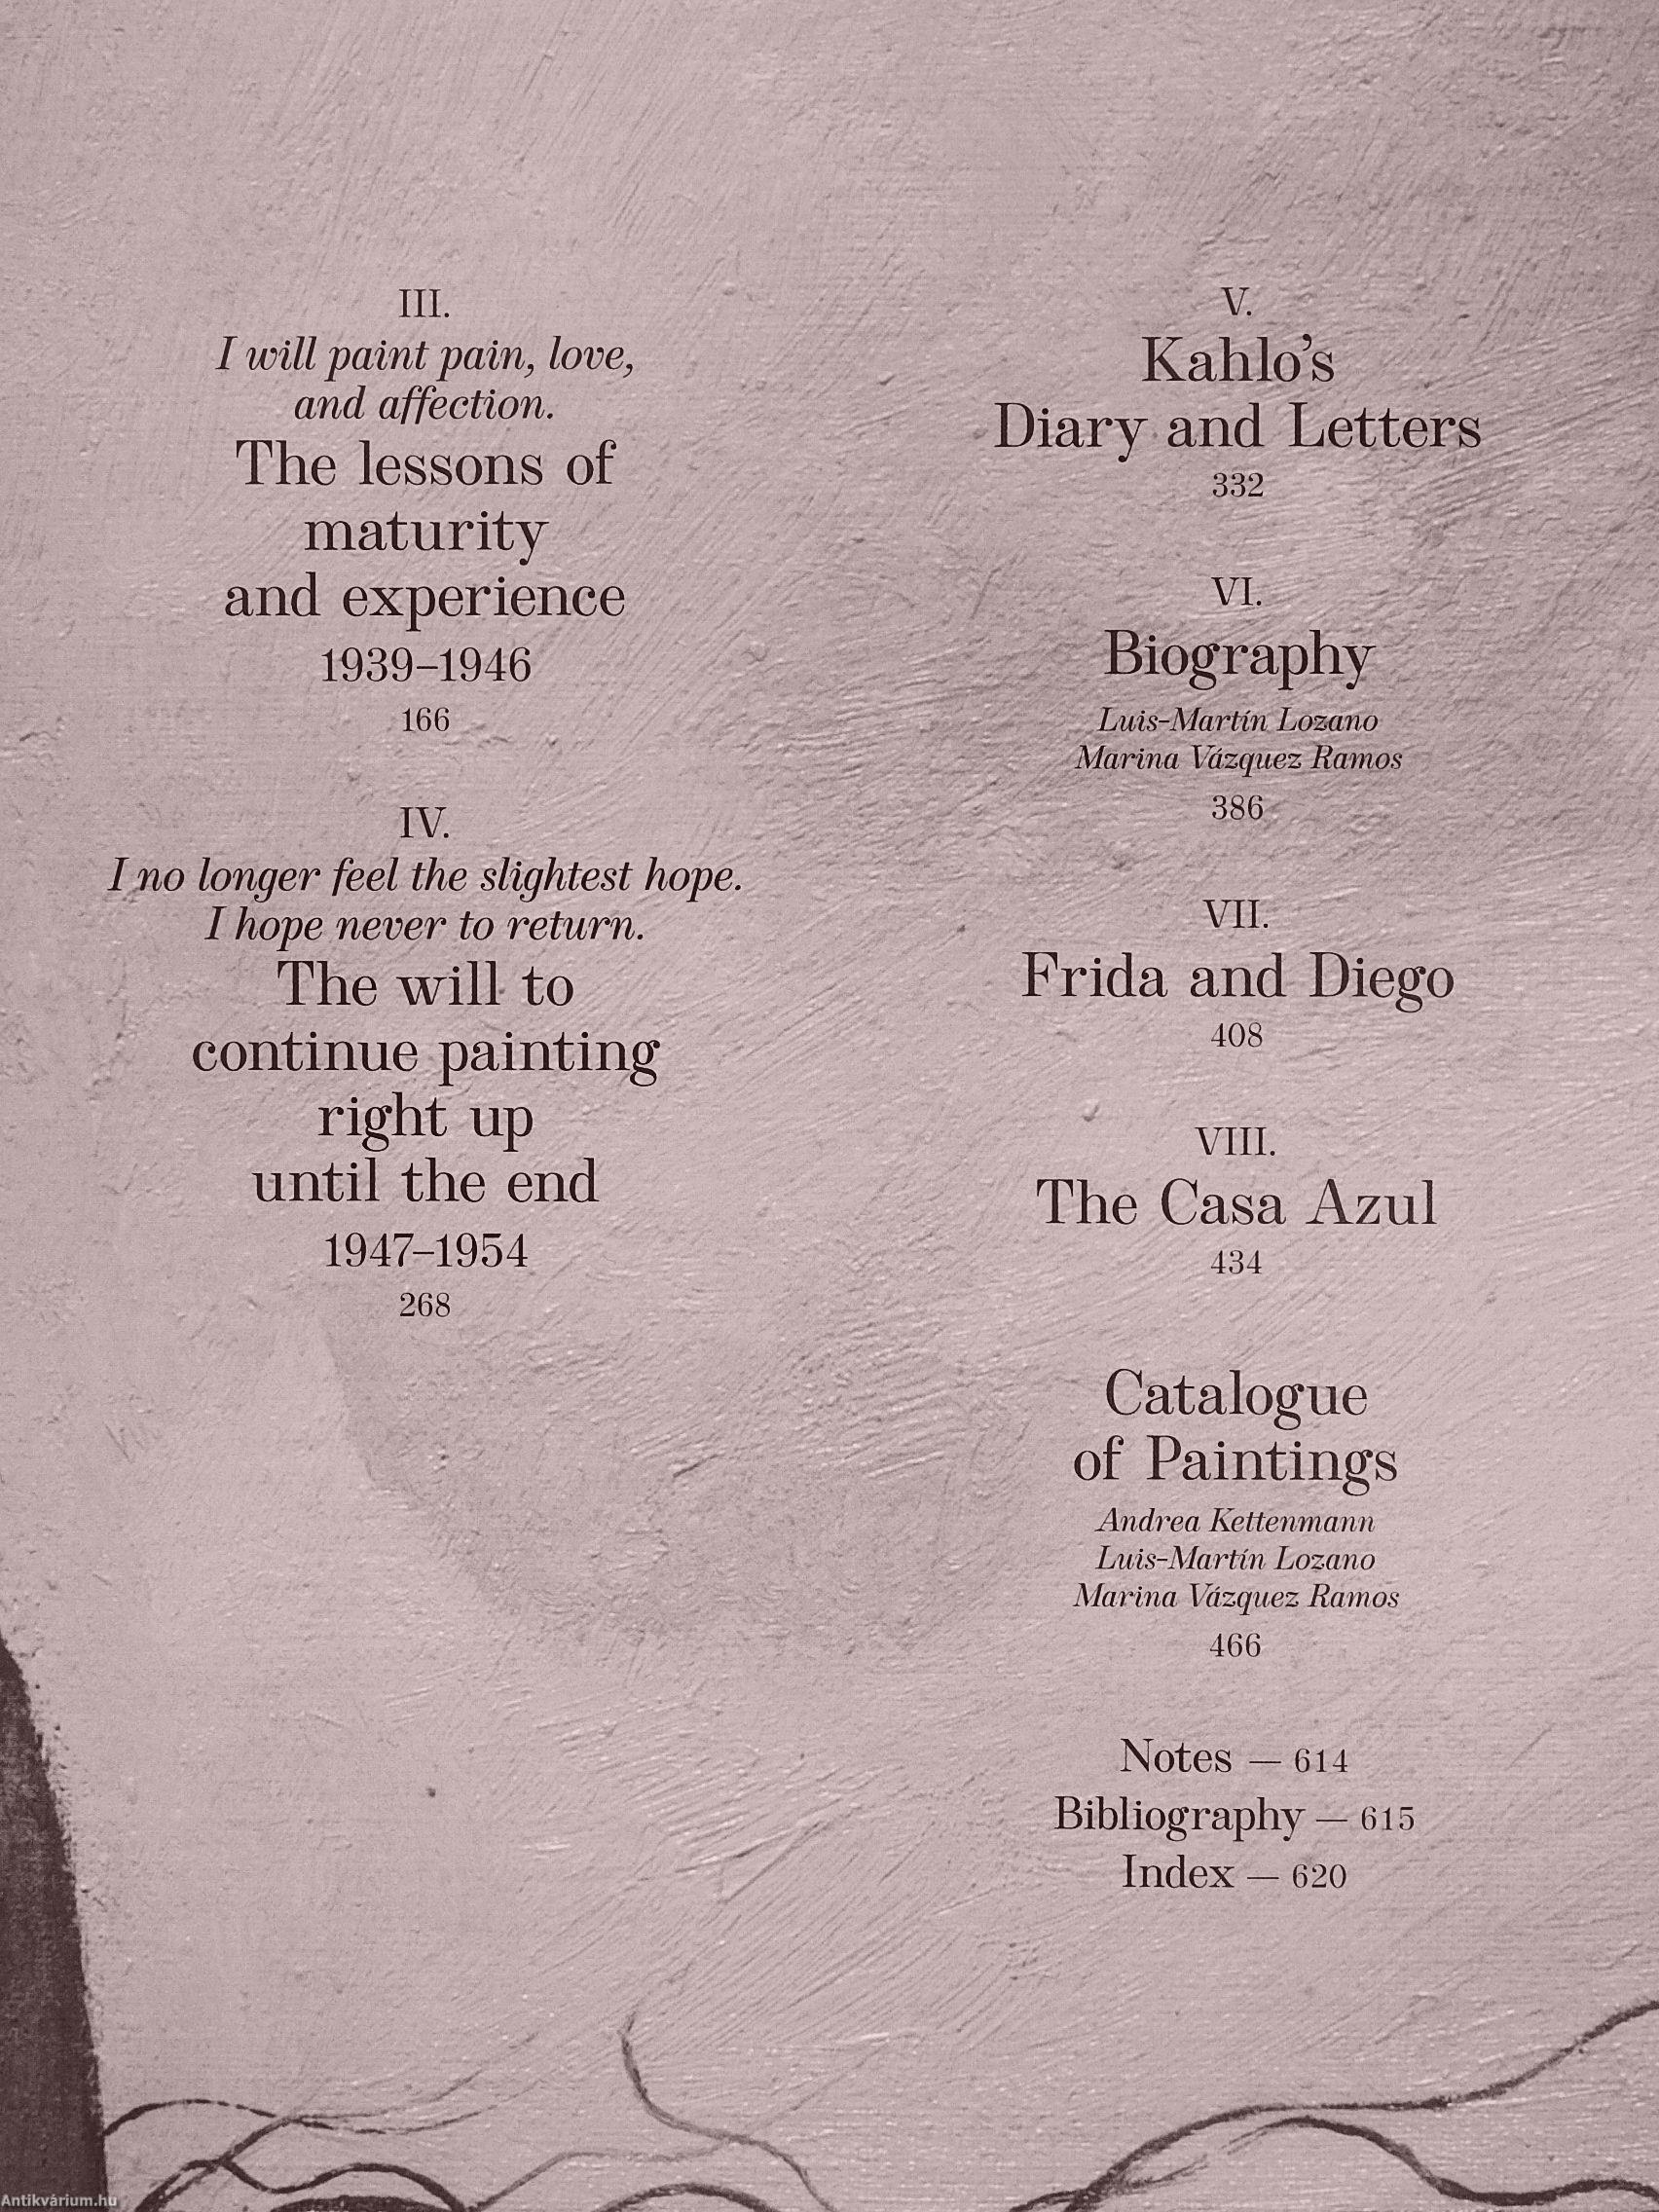 III.
I will paint pain, love,
and affection.
The lessons of
maturity
and experience
1939–1946
166
IV.
I no longer feel the slightest hope.
I hope never to return.
The will to
continue painting
right up
until the end
1947–1954
268
V.
Kahlo’s
Diary and Letters
332
VI.
Biography
Luis-Martín Lozano
Marina Vázquez Ramos
386
VII.
Frida and Diego
408
VIII.
The Casa Azul
434
Catalogue
of Paintings
Andrea Kettenmann
Luis-Martín Lozano
Marina Vázquez Ramos
466
Notes — 614
Bibliography — 615
Index — 620
Antikvárium.hu